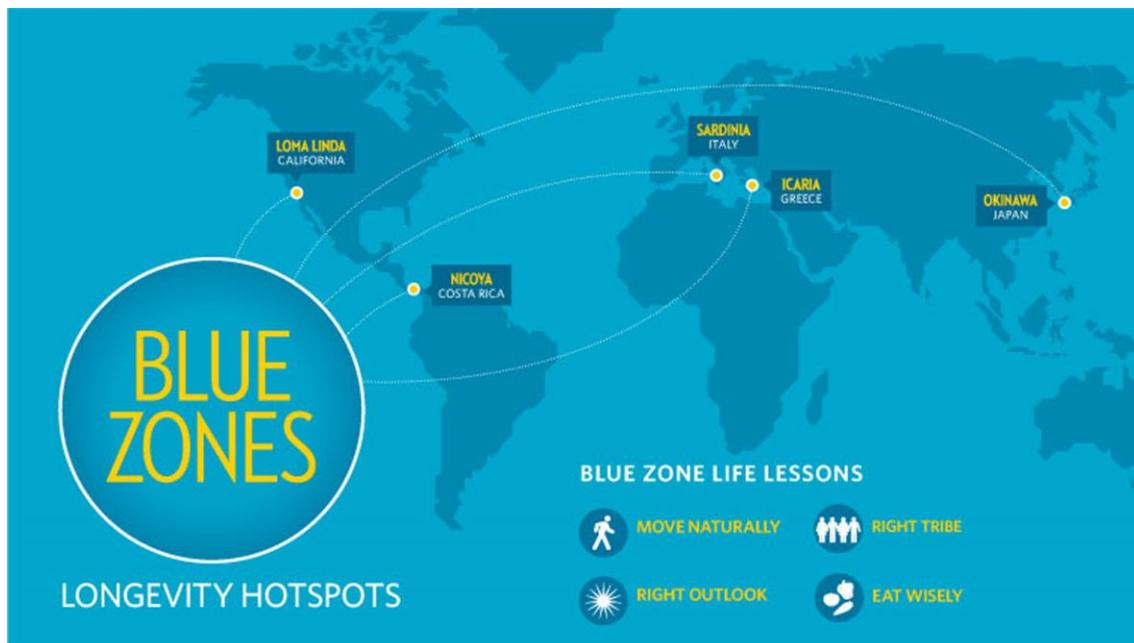 LOMA LINDA
CALIFORNIA
SARDINIA
ITALY
ICARIA
GREECE
OKINAWA
JAPAN
NICOYA
COSTA RICA
BLUE
ZONES
LONGEVITY HOTSPOTS
BLUE ZONE LIFE LESSONS
MOVE NATURALLY
RIGHT TRIBE
RIGHT OUTLOOK
EAT WISELY